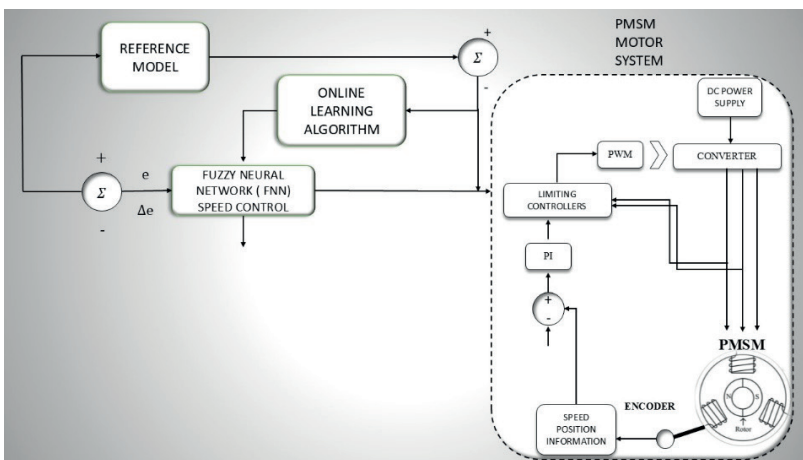 REFERENCE
MODEL
+
Σ
-
ONLINE
LEARNING
ALGORITHM
+
Σ
-
e
Δe
FUZZY NEURAL
NETWORK ( FNN)
SPEED CONTROL
PMSM
MOTOR
SYSTEM
DC POWER
SUPPLY
PWM
CONVERTER
LIMITING
CONTROLLERS
PI
+
-
PMSM
N
S
Rotor
ENCODER
SPEED
POSITION
INFORMATION